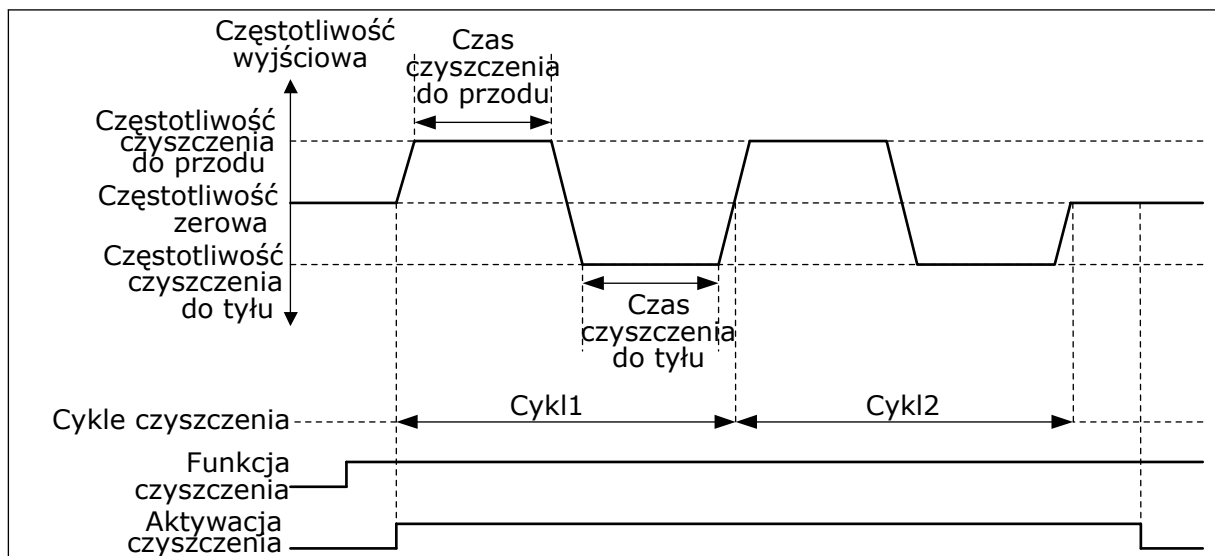 Częstotliwość
wyjściowa
Czas
czyszczenia
do przodu
Częstotliwość
czyszczenia
do przodu
Częstotliwość
zerowa
Częstotliwość
czyszczenia
do tyłu
Czas
czyszczenia
do tyłu
Cykle czyszczenia
Cykl1
Cykl2
Funkcja
czyszczenia
Aktywacja
czyszczenia